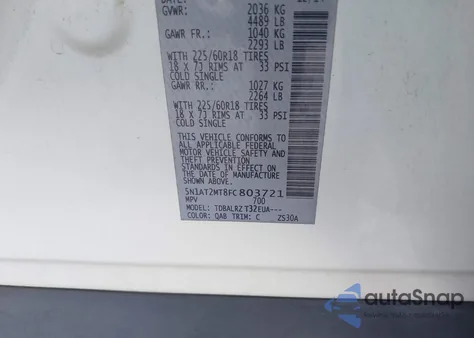 GVWR: 2036 KG
4489 LB
GAWR FR.: 1040 KG
2293 LB
WITH 225/60R18 TIRES
18 X 7J RIMS AT 33 PSI
COLD SINGLE
GAWR RR.: 1027 KG
2264 LB
WITH 225/60R18 TIRES
18 X 7J RIMS AT 33 PSI
COLD SINGLE
THIS VEHICLE CONFORMS TO
ALL APPLICABLE FEDERAL
MOTOR VEHICLE SAFETY AND
THEFT PREVENTION
STANDARDS IN EFFECT ON
THE DATE OF MANUFACTURE
SHOWN ABOVE.
5N1AT2MT8FC803721
MPV 700
MODEL: TDBALRZ T32EUA---
COLOR: QAB TRIM: C ZS30A
autoSnap